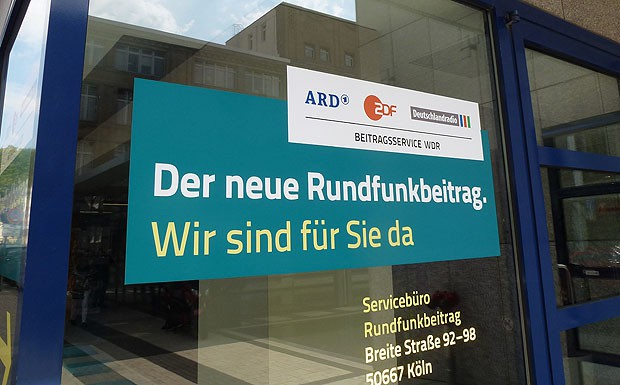 ARD ZDF Deutschlandradio
BEITRAGSSERVICE WDR
Der neue Rundfunkbeitrag.
Wir sind für Sie da
Servicebüro
Rundfunkbeitrag
Breite Straße 92–98
50667 Köln